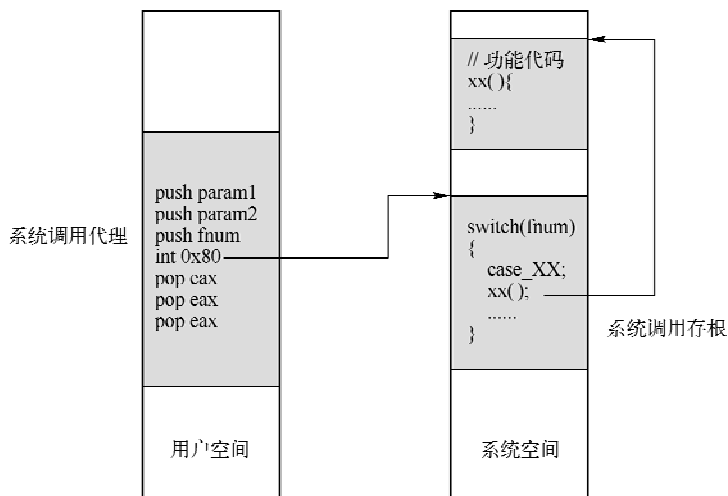 系统调用代理
push param1
push param2
push fnum
int 0x80
pop cax
pop eax
pop eax
用户空间
// 功能代码
xx( ){
......
}
switch(fnum)
{
case_XX;
xx( );
......
}
系统空间
系统调用存根